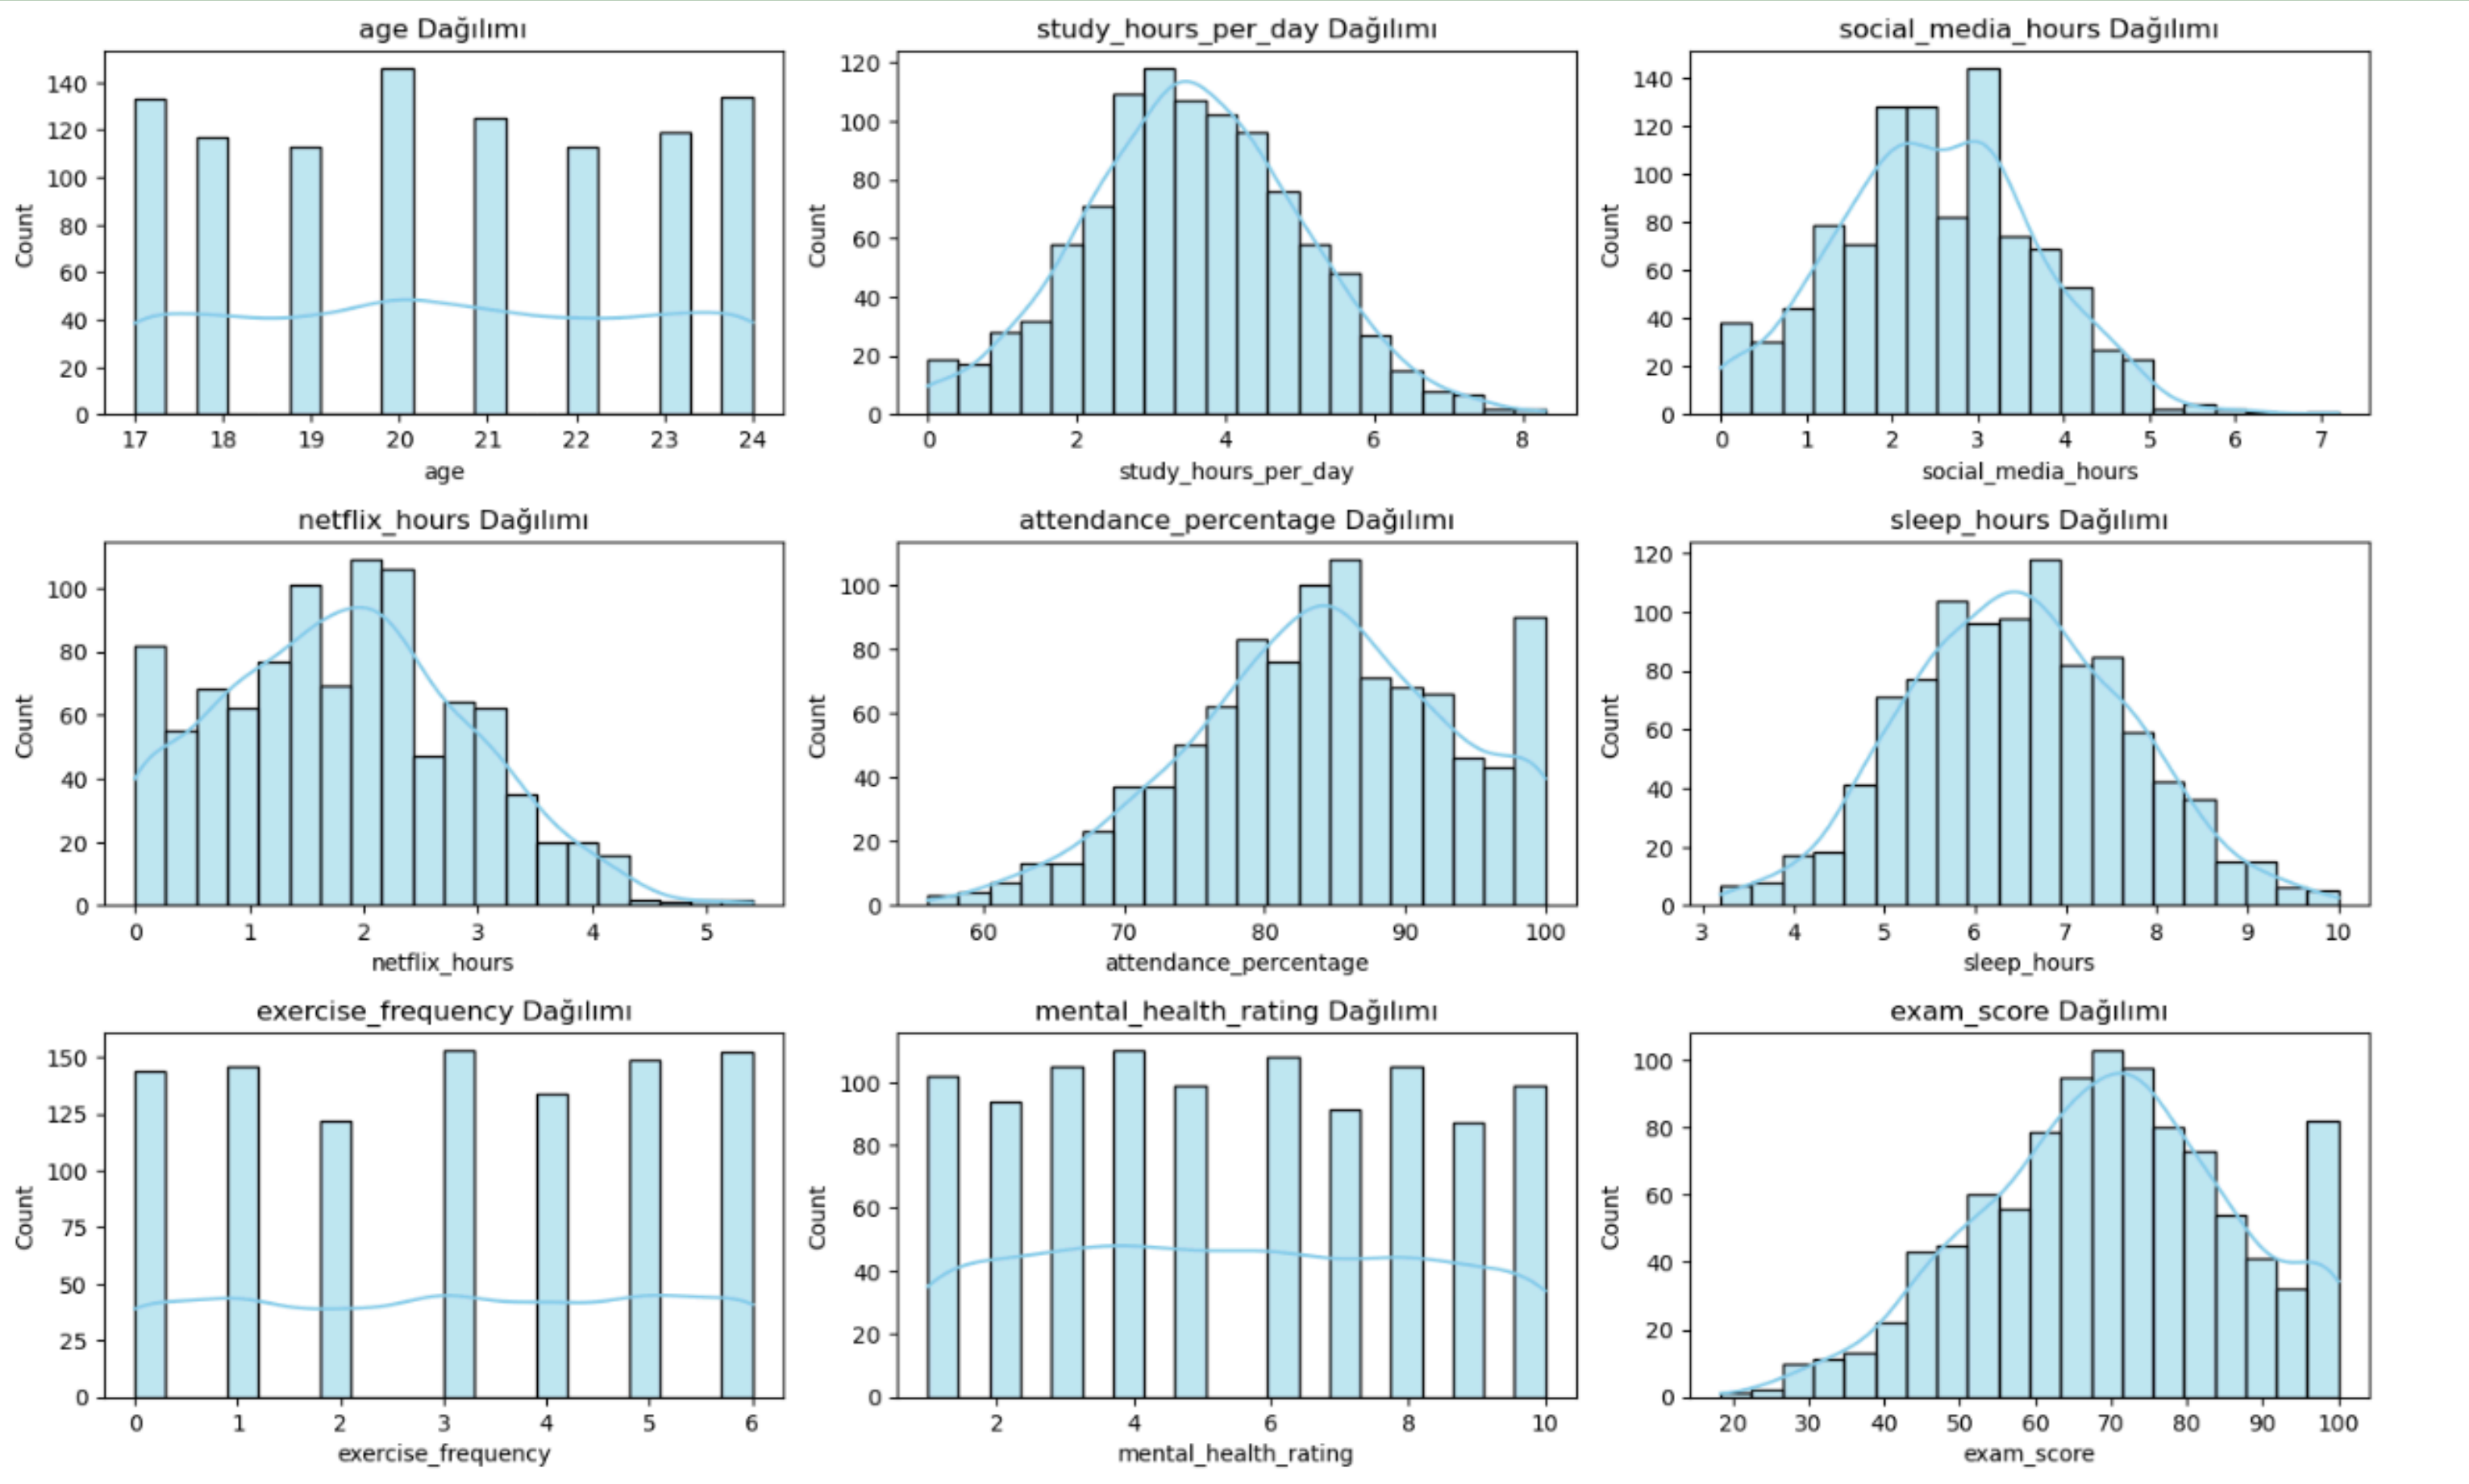 age Dağılımı
140
120
100
80
60
40
20
0
Count
17 18 19 20 21 22 23 24
age
study_hours_per_day Dağılımı
120
100
80
60
40
20
0
Count
0 2 4 6 8
study_hours_per_day
social_media_hours Dağılımı
140
120
100
80
60
40
20
0
Count
0 1 2 3 4 5 6 7
social_media_hours
netflix_hours Dağılımı
100
80
60
40
20
0
Count
0 1 2 3 4 5
netflix_hours
attendance_percentage Dağılımı
100
80
60
40
20
0
Count
60 70 80 90 100
attendance_percentage
sleep_hours Dağılımı
120
100
80
60
40
20
0
Count
3 4 5 6 7 8 9 10
sleep_hours
exercise_frequency Dağılımı
150
125
100
75
50
25
0
Count
0 1 2 3 4 5 6
exercise_frequency
mental_health_rating Dağılımı
100
80
60
40
20
0
Count
2 4 6 8 10
mental_health_rating
exam_score Dağılımı
100
80
60
40
20
0
Count
20 30 40 50 60 70 80 90 100
exam_score